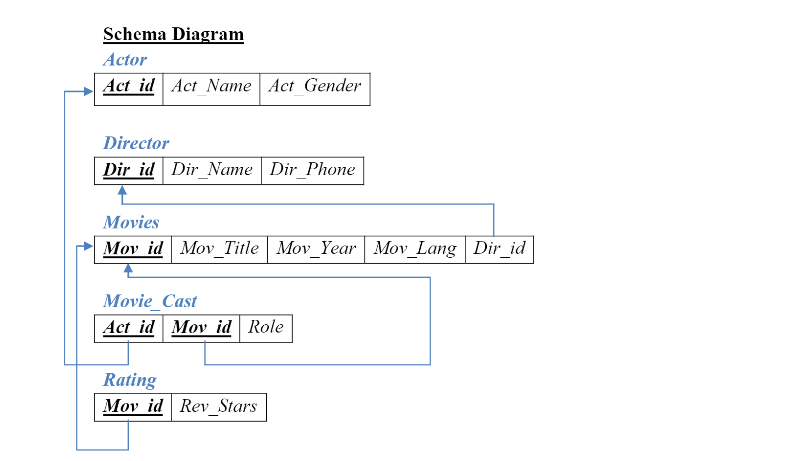 Schema Diagram
Actor
Act_id Act_Name Act_Gender
Director
Dir_id Dir_Name Dir_Phone
Movies
Mov_id Mov_Title Mov_Year Mov_Lang Dir_id
Movie_Cast
Act_id Mov_id Role
Rating
Mov_id Rev_Stars